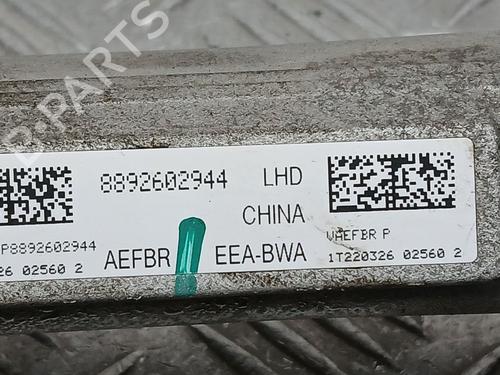 8892602944 LHD
CHINA
P8892602944
VAEFBR P
26 02560 2
AEFBR EEA-BWA
1T220326 02560 2
B-PARTS